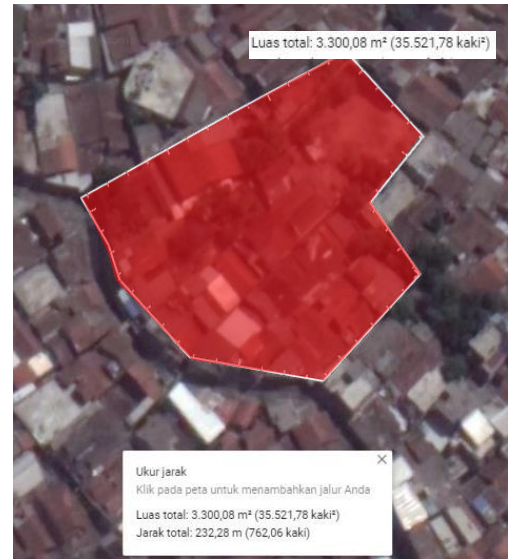 Luas total: 3.300,08 m² (35.521,78 kaki²)
Ukur jarak
Klik pada peta untuk menambahkan jalur Anda
Luas total: 3.300,08 m² (35.521,78 kaki²)
Jarak total: 232,28 m (762,06 kaki)